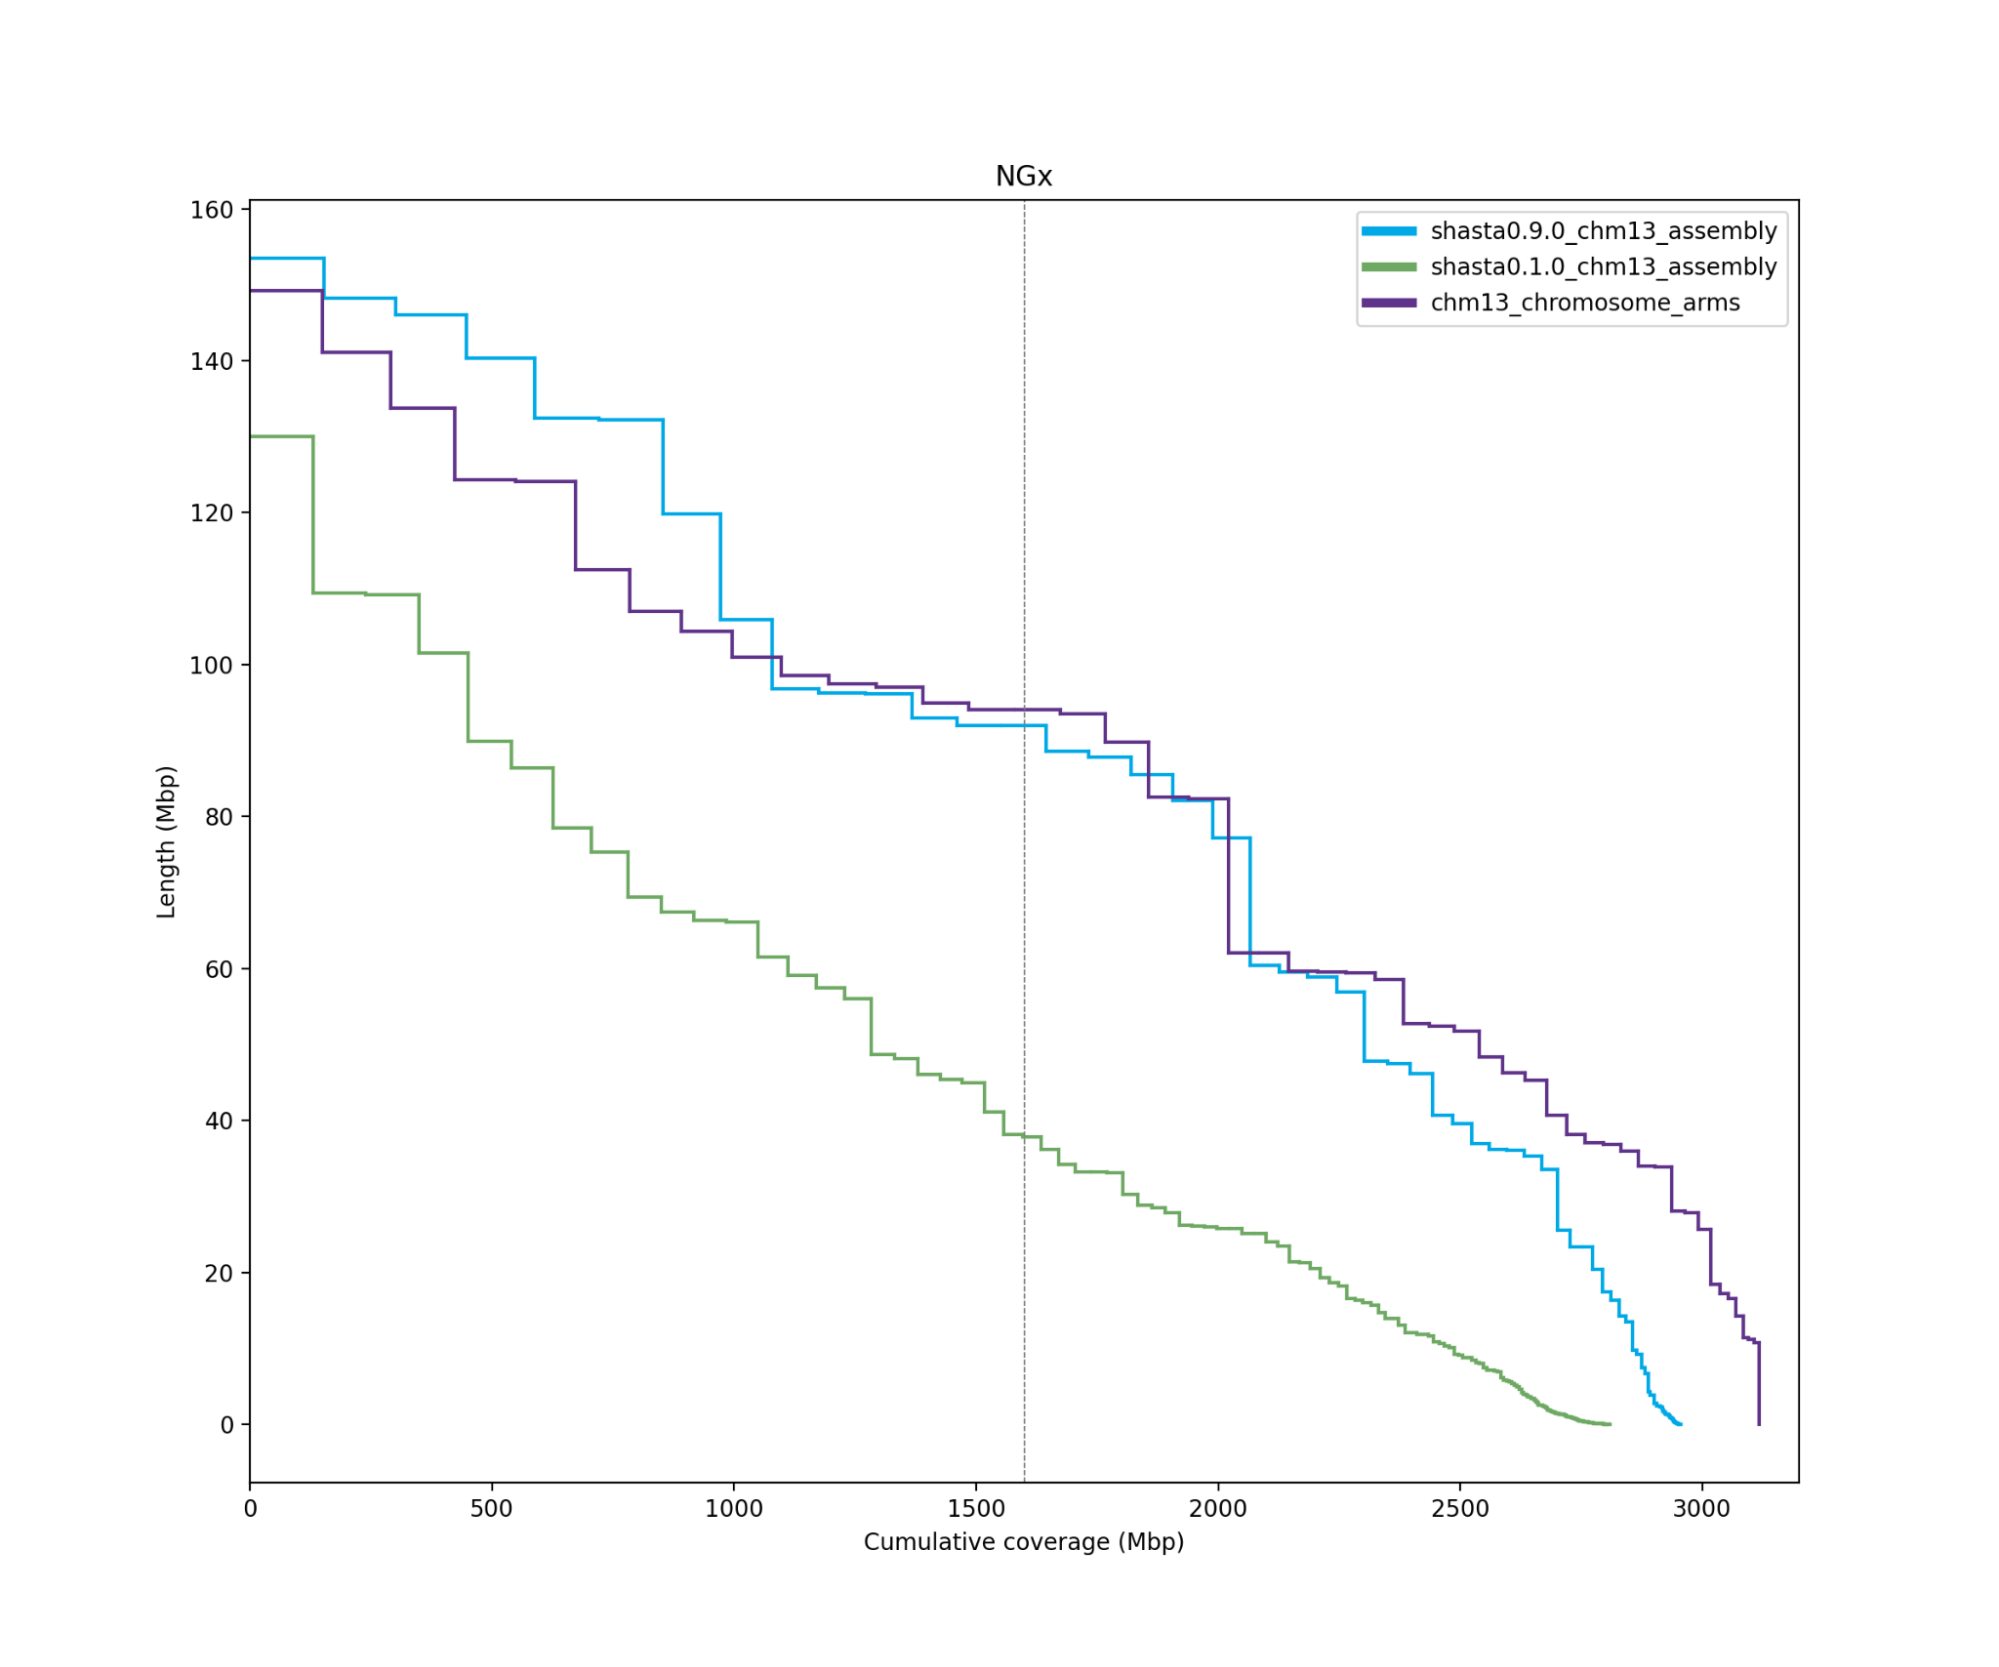 NGx
shasta0.9.0_chm13_assembly
shasta0.1.0_chm13_assembly
chm13_chromosome_arms
160
140
120
100
80
60
40
20
0
Length (Mbp)
0 500 1000 1500 2000 2500 3000
Cumulative coverage (Mbp)